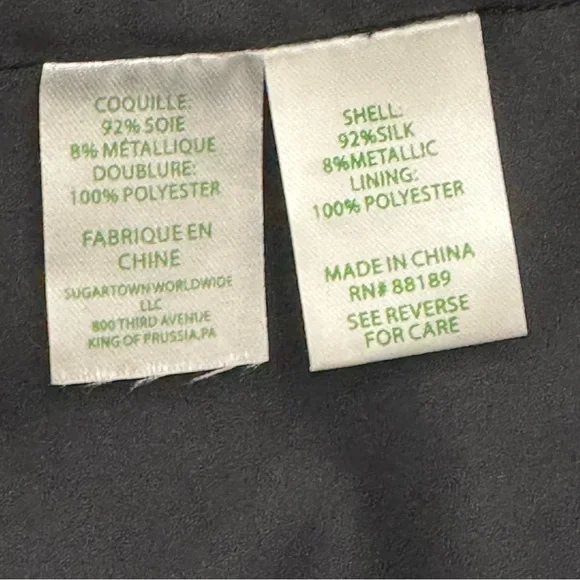 COQUILLE:
92% SOIE
8% MÉTALLIQUE
DOUBLURE:
100% POLYESTER
FABRIQUE EN
CHINE
SUGARTOWN WORLDWIDE
LLC
800 THIRD AVENUE
KING OF PRUSSIA,PA
SHELL:
92%SILK
8%METALLIC
LINING:
100% POLYESTER
MADE IN CHINA
RN# 88189
SEE REVERSE
FOR CARE